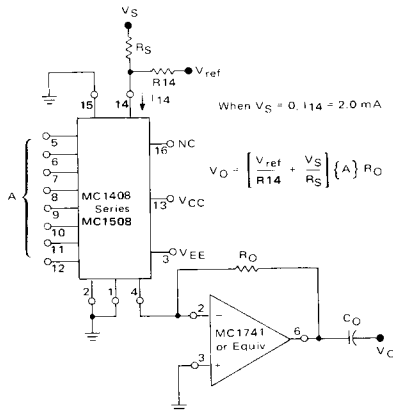 VS
RS
Vref
R14
15
14
I14
When VS = 0, I14 = 2.0 mA
A
5
6
7
8
9
10
11
12
MC1408
Series
MC1508
16 NC
13 VCC
3 VEE
2
1
4
VO = [Vref/R14 + VS/RS] {A} RO
RO
2
−
MC1741
or Equiv
6
3
+
CO
VO